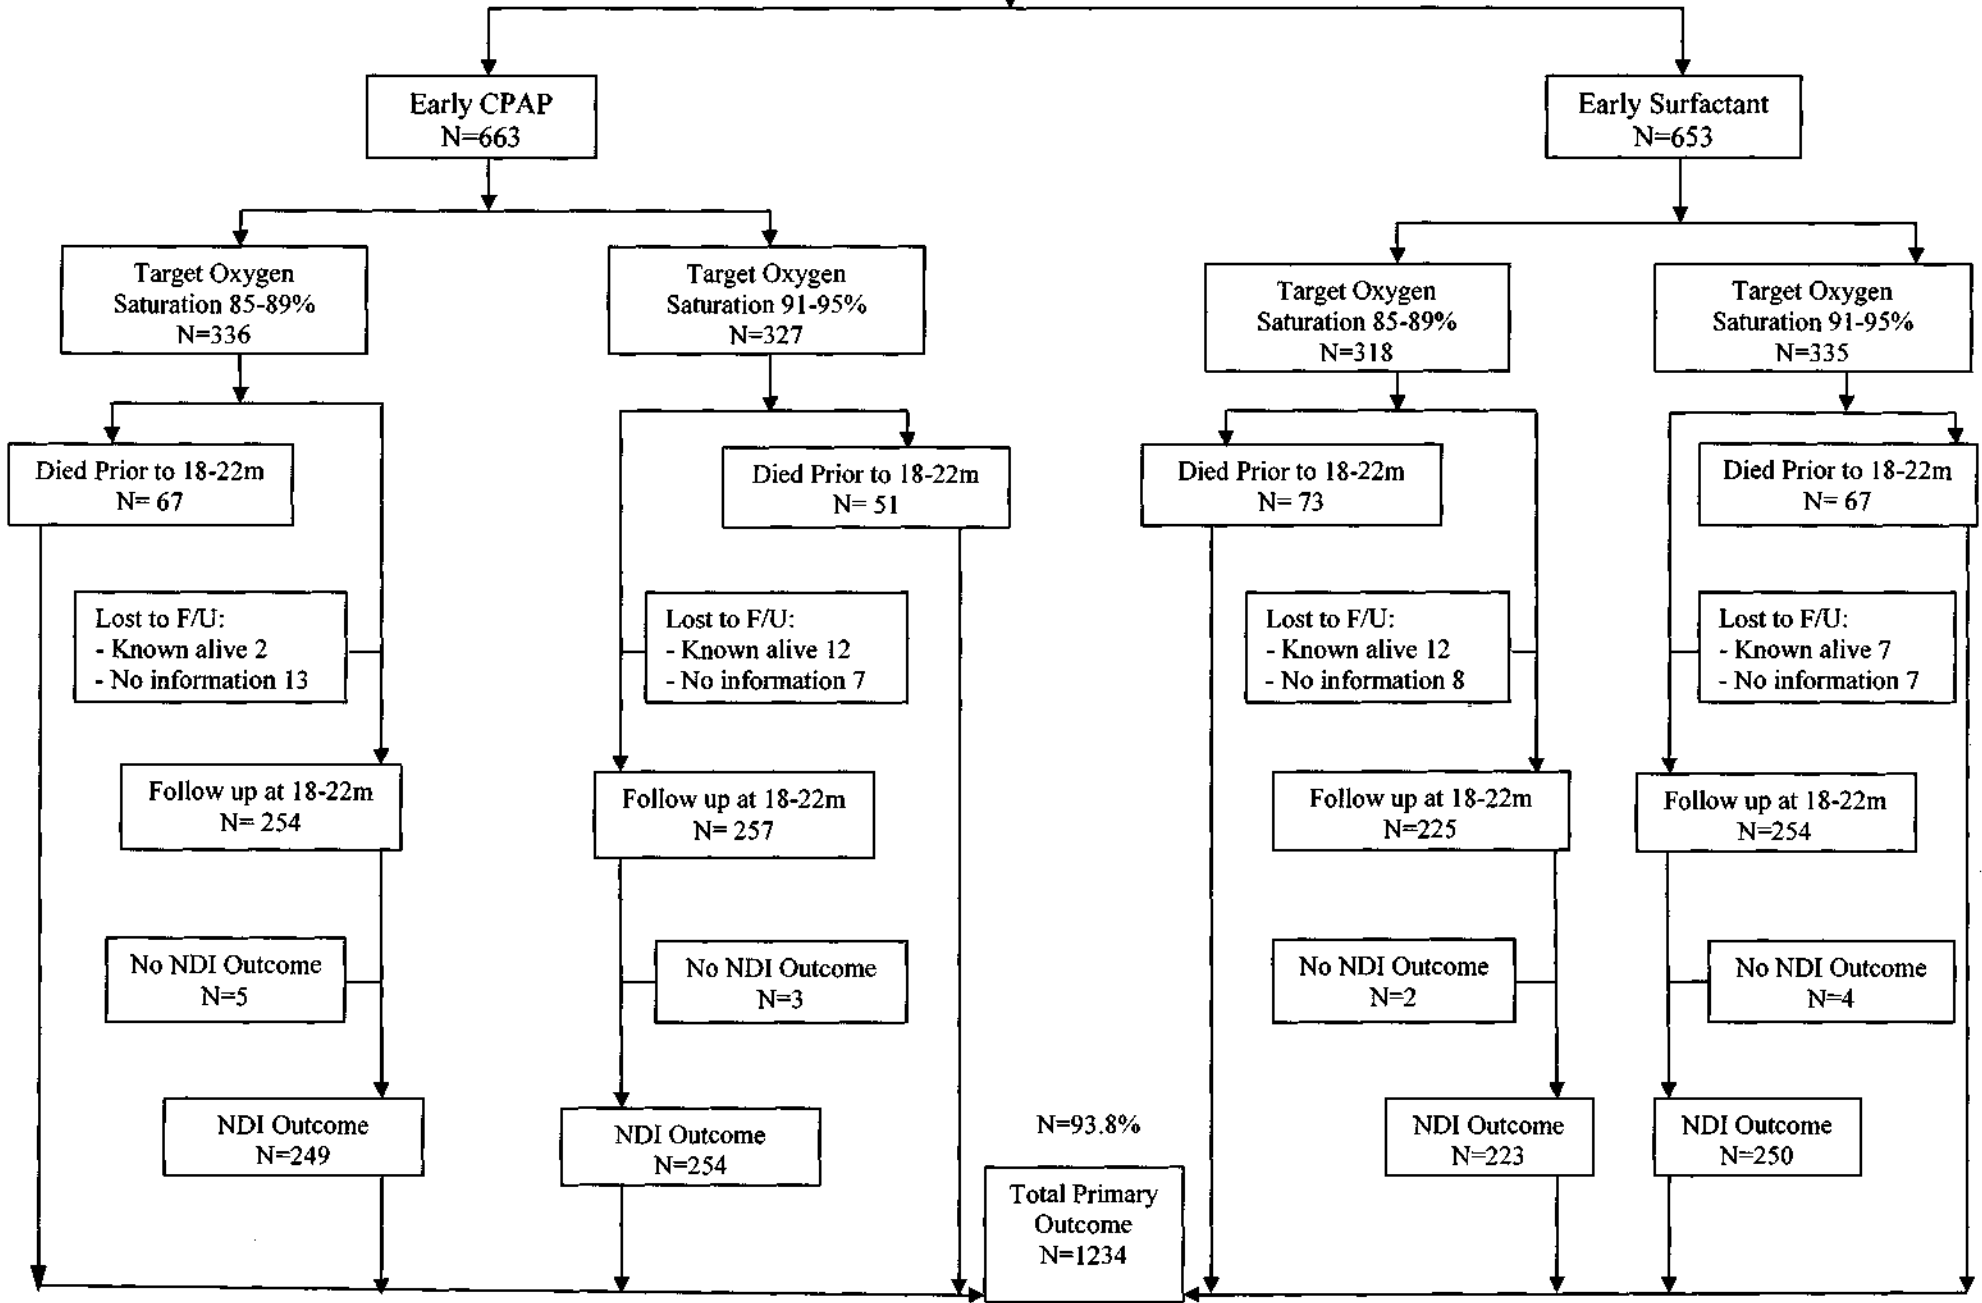 Early CPAP
N=663
Early Surfactant
N=653
Target Oxygen
Saturation 85-89%
N=336
Target Oxygen
Saturation 91-95%
N=327
Target Oxygen
Saturation 85-89%
N=318
Target Oxygen
Saturation 91-95%
N=335
Died Prior to 18-22m
N= 67
Died Prior to 18-22m
N= 51
Died Prior to 18-22m
N= 73
Died Prior to 18-22m
N= 67
Lost to F/U:
- Known alive 2
- No information 13
Lost to F/U:
- Known alive 12
- No information 7
Lost to F/U:
- Known alive 12
- No information 8
Lost to F/U:
- Known alive 7
- No information 7
Follow up at 18-22m
N= 254
Follow up at 18-22m
N= 257
Follow up at 18-22m
N=225
Follow up at 18-22m
N=254
No NDI Outcome
N=5
No NDI Outcome
N=3
No NDI Outcome
N=2
No NDI Outcome
N=4
NDI Outcome
N=249
NDI Outcome
N=254
N=93.8%
NDI Outcome
N=223
NDI Outcome
N=250
Total Primary
Outcome
N=1234